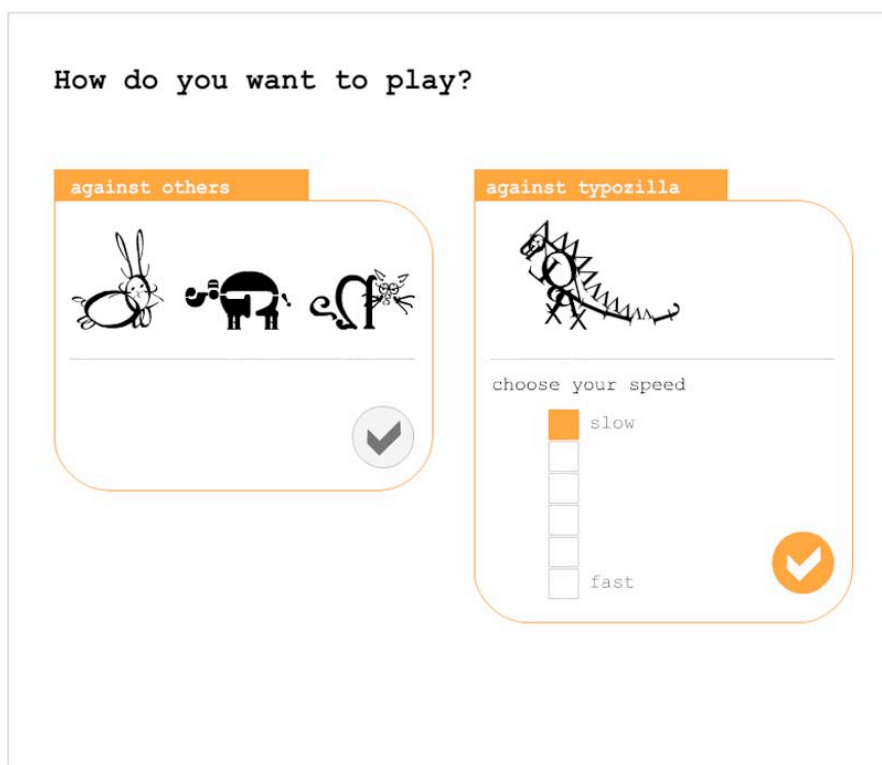 How do you want to play?
against others
against typozilla
choose your speed
slow
fast